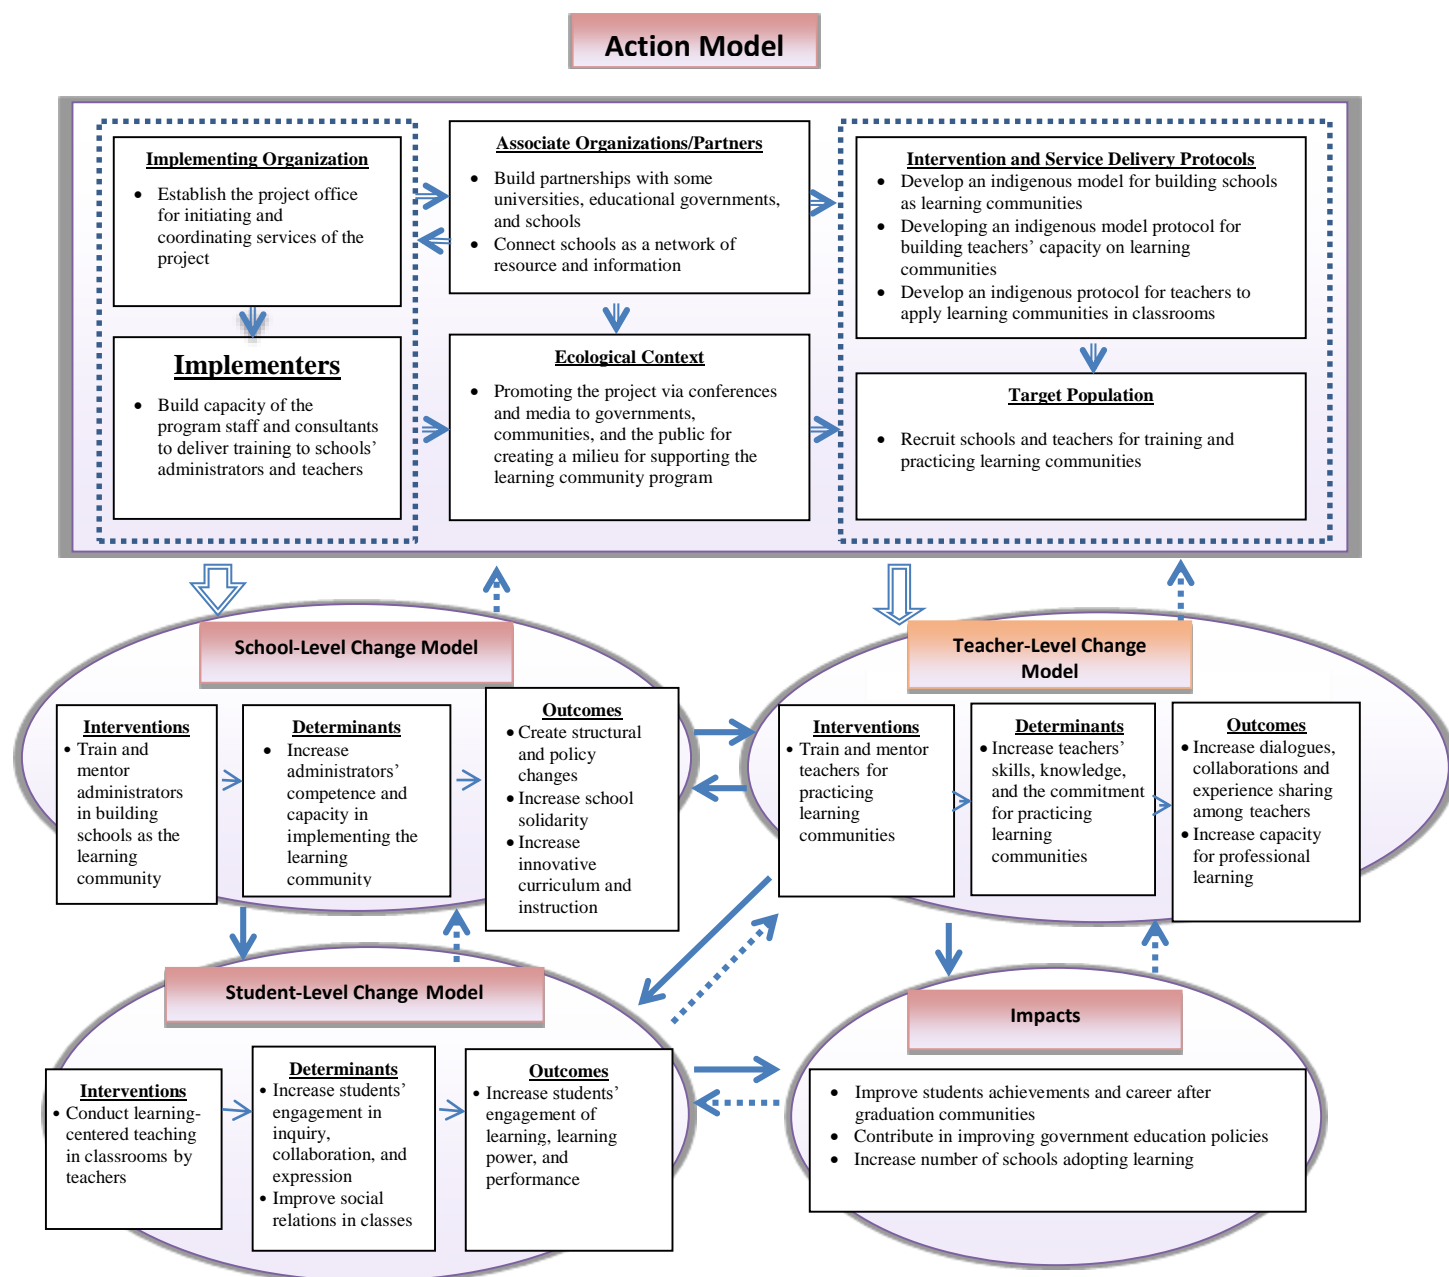 Action Model
Implementing Organization
• Establish the project office
for initiating and
coordinating services of the
project
Associate Organizations/Partners
• Build partnerships with some
universities, educational governments,
and schools
• Connect schools as a network of
resource and information
Intervention and Service Delivery Protocols
• Develop an indigenous model for building schools
as learning communities
• Developing an indigenous model protocol for
building teachers’ capacity on learning
communities
• Develop an indigenous protocol for teachers to
apply learning communities in classrooms
Implementers
• Build capacity of the
program staff and consultants
to deliver training to schools’
administrators and teachers
Ecological Context
• Promoting the project via conferences
and media to governments,
communities, and the public for
creating a milieu for supporting the
learning community program
Target Population
• Recruit schools and teachers for training and
practicing learning communities
School-Level Change Model
Interventions
• Train and
mentor
administrators
in building
schools as the
learning
community
Determinants
• Increase
administrators’
competence and
capacity in
implementing the
learning
community
Outcomes
• Create structural
and policy
changes
• Increase school
solidarity
• Increase
innovative
curriculum and
instruction
Teacher-Level Change
Model
Interventions
• Train and mentor
teachers for
practicing
learning
communities
Determinants
• Increase teachers’
skills, knowledge,
and the commitment
for practicing
learning
communities
Outcomes
• Increase dialogues,
collaborations and
experience sharing
among teachers
• Increase capacity
for professional
learning
Student-Level Change Model
Interventions
• Conduct learning-
centered teaching
in classrooms by
teachers
Determinants
• Increase students’
engagement in
inquiry,
collaboration, and
expression
• Improve social
relations in classes
Outcomes
• Increase students’
engagement of
learning, learning
power, and
performance
Impacts
• Improve students achievements and career after
graduation communities
• Contribute in improving government education policies
• Increase number of schools adopting learning